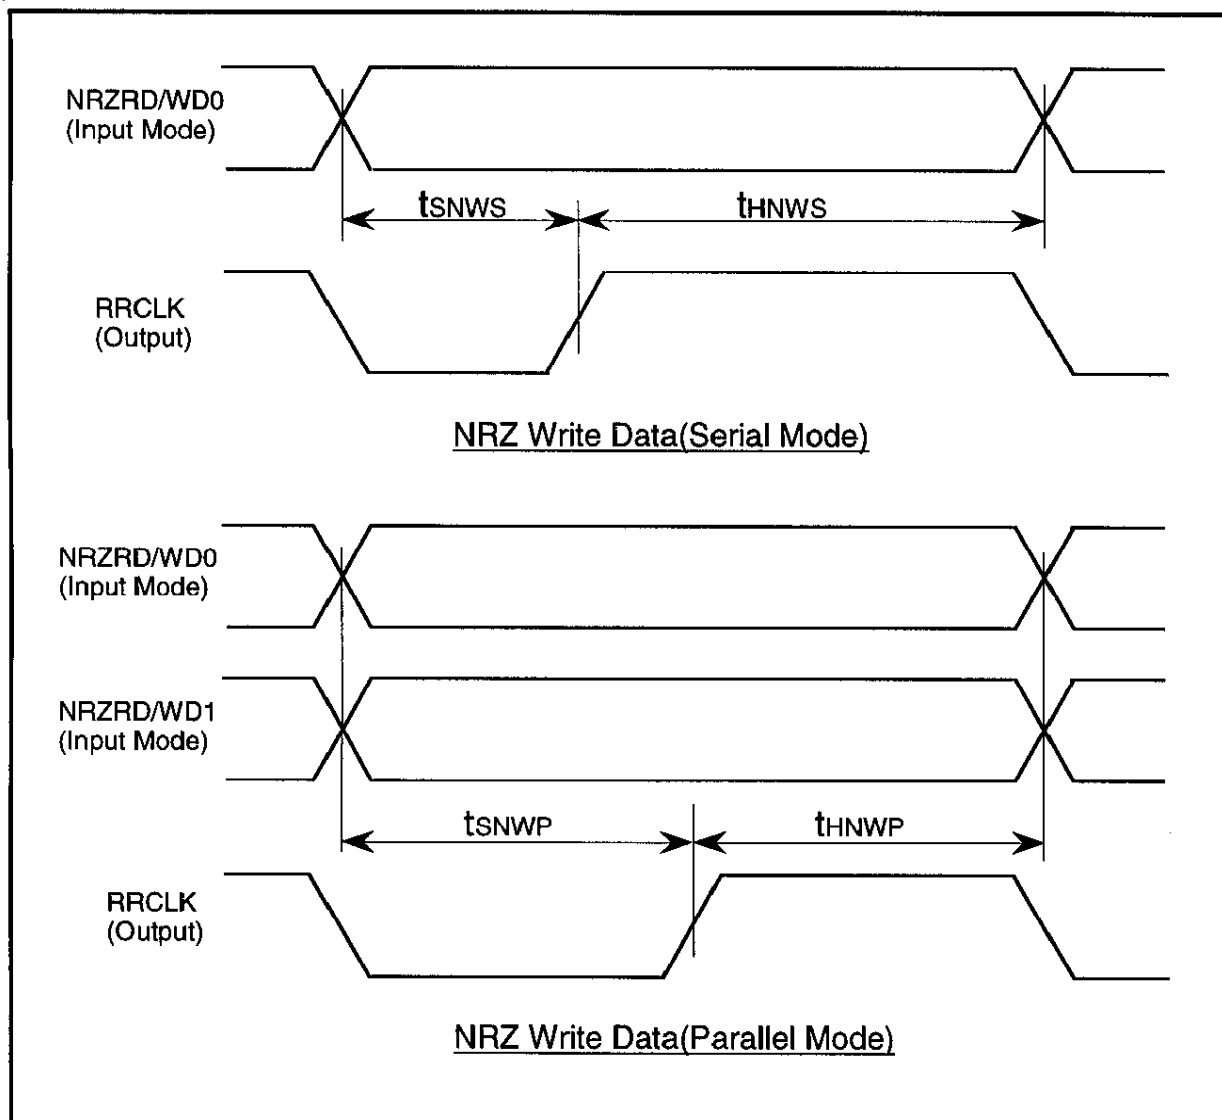 NRZRD/WD0
(Input Mode)
tSNWS
tHNWS
RRCLK
(Output)
NRZ Write Data(Serial Mode)
NRZRD/WD0
(Input Mode)
NRZRD/WD1
(Input Mode)
tSNWP
tHNWP
RRCLK
(Output)
NRZ Write Data(Parallel Mode)